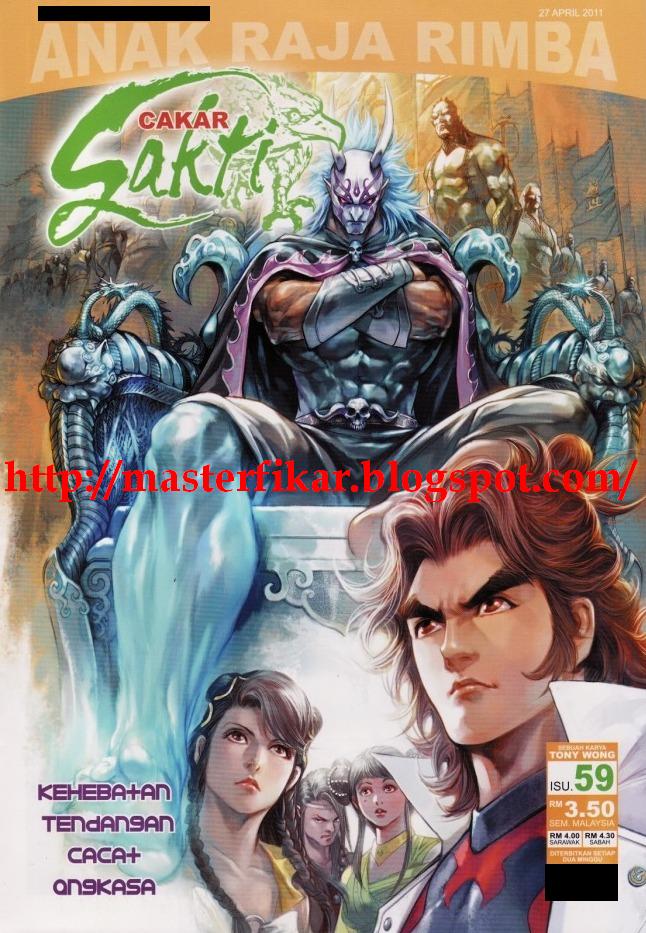 27 APRIL 2011
ANAK RAJA RIMBA
CAKAR
Sakti
http://masterfikar.blogspot.com/
SEBUAH KARYA
TONY WONG
ISU. 59
RM 3.50
SEM. MALAYSIA
RM 4.00 RM 4.30
SARAWAK SABAH
DITERBITKAN SETIAP
DUA MINGGU
KEHEBATAN
TENDANGAN
CACAT
ANGKASA